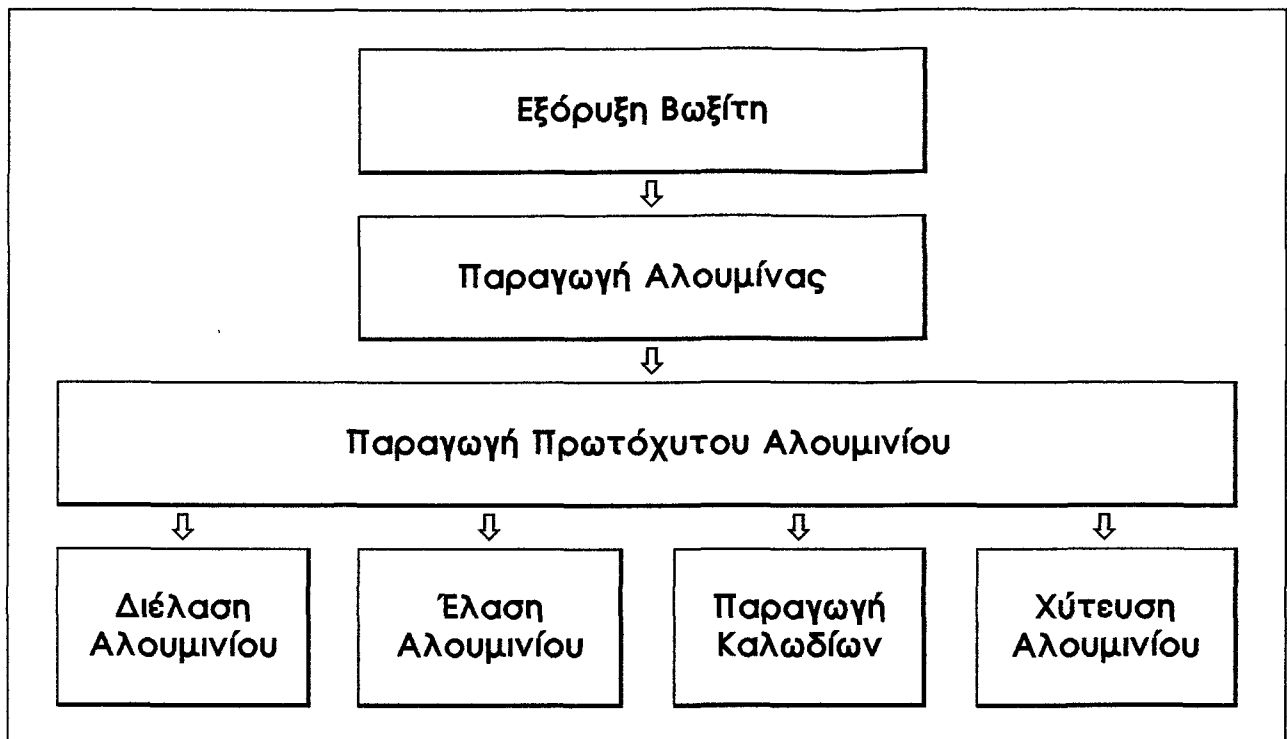 Εξόρυξη Βωξίτη
Παραγωγή Αλουμίνας
Παραγωγή Πρωτόχυτου Αλουμινίου
Διέλαση
Αλουμινίου
Έλαση
Αλουμινίου
Παραγωγή
Καλωδίων
Χύτευση
Αλουμινίου